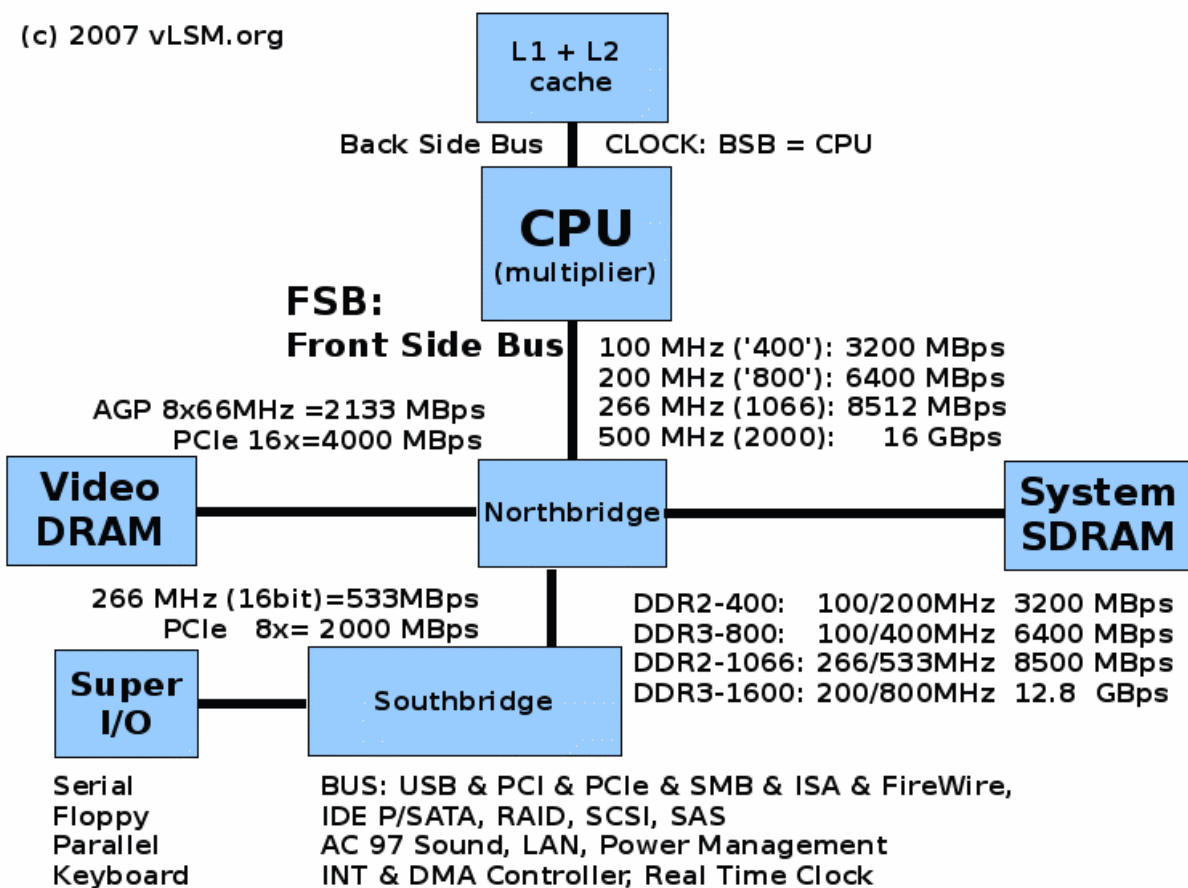 (c) 2007 vLSM.org
L1 + L2
cache
Back Side Bus
CLOCK: BSB = CPU
CPU
(multiplier)
FSB:
Front Side Bus
100 MHz ('400'): 3200 MBps
200 MHz ('800'): 6400 MBps
266 MHz (1066): 8512 MBps
500 MHz (2000): 16 GBps
AGP 8x66MHz =2133 MBps
PCIe 16x=4000 MBps
Video
DRAM
Northbridge
System
SDRAM
266 MHz (16bit)=533MBps
PCIe 8x= 2000 MBps
DDR2-400: 100/200MHz 3200 MBps
DDR3-800: 100/400MHz 6400 MBps
DDR2-1066: 266/533MHz 8500 MBps
DDR3-1600: 200/800MHz 12.8 GBps
Super
I/O
Southbridge
Serial
Floppy
Parallel
Keyboard
BUS: USB & PCI & PCIe & SMB & ISA & FireWire,
IDE P/SATA, RAID, SCSI, SAS
AC 97 Sound, LAN, Power Management
INT & DMA Controller, Real Time Clock